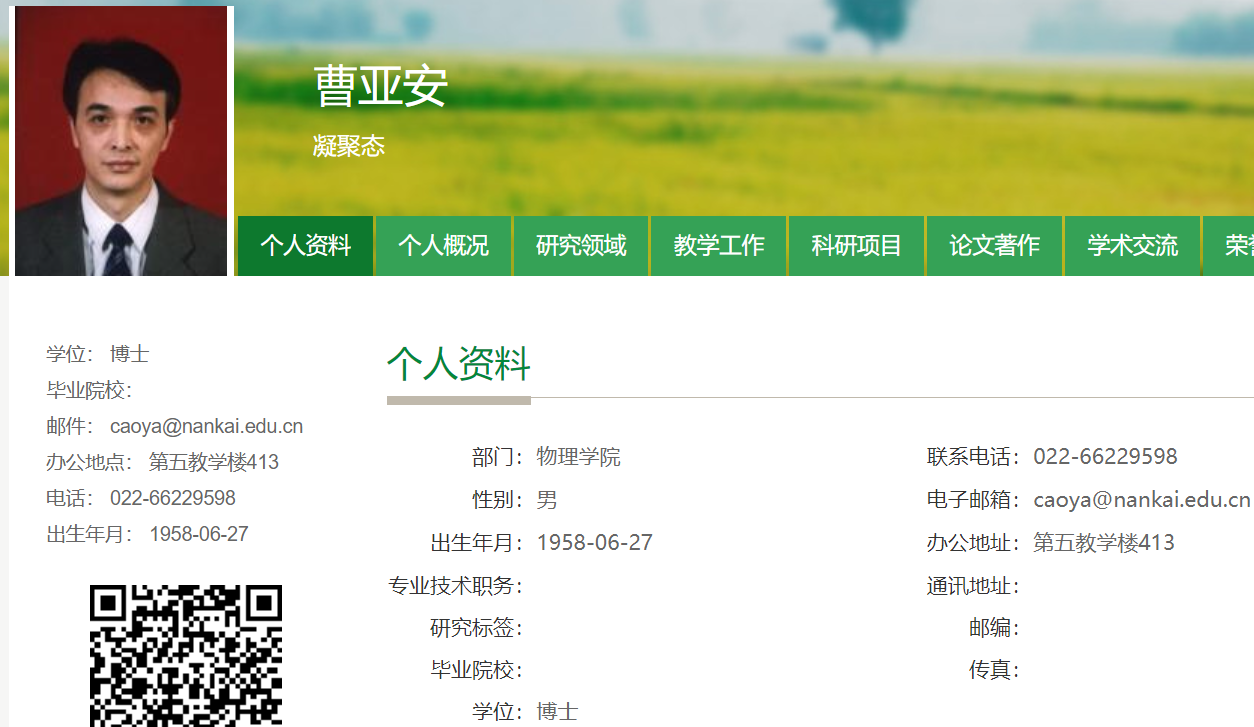 曹亚安
凝聚态
个人资料 个人概况 研究领域 教学工作 科研项目 论文著作 学术交流 荣
学位： 博士
毕业院校：
邮件： caoya@nankai.edu.cn
办公地点： 第五教学楼413
电话： 022-66229598
出生年月： 1958-06-27
个人资料
部门： 物理学院
性别： 男
出生年月： 1958-06-27
专业技术职务：
研究标签：
毕业院校：
学位： 博士
联系电话： 022-66229598
电子邮箱： caoya@nankai.edu.cn
办公地址： 第五教学楼413
通讯地址：
邮编：
传真：